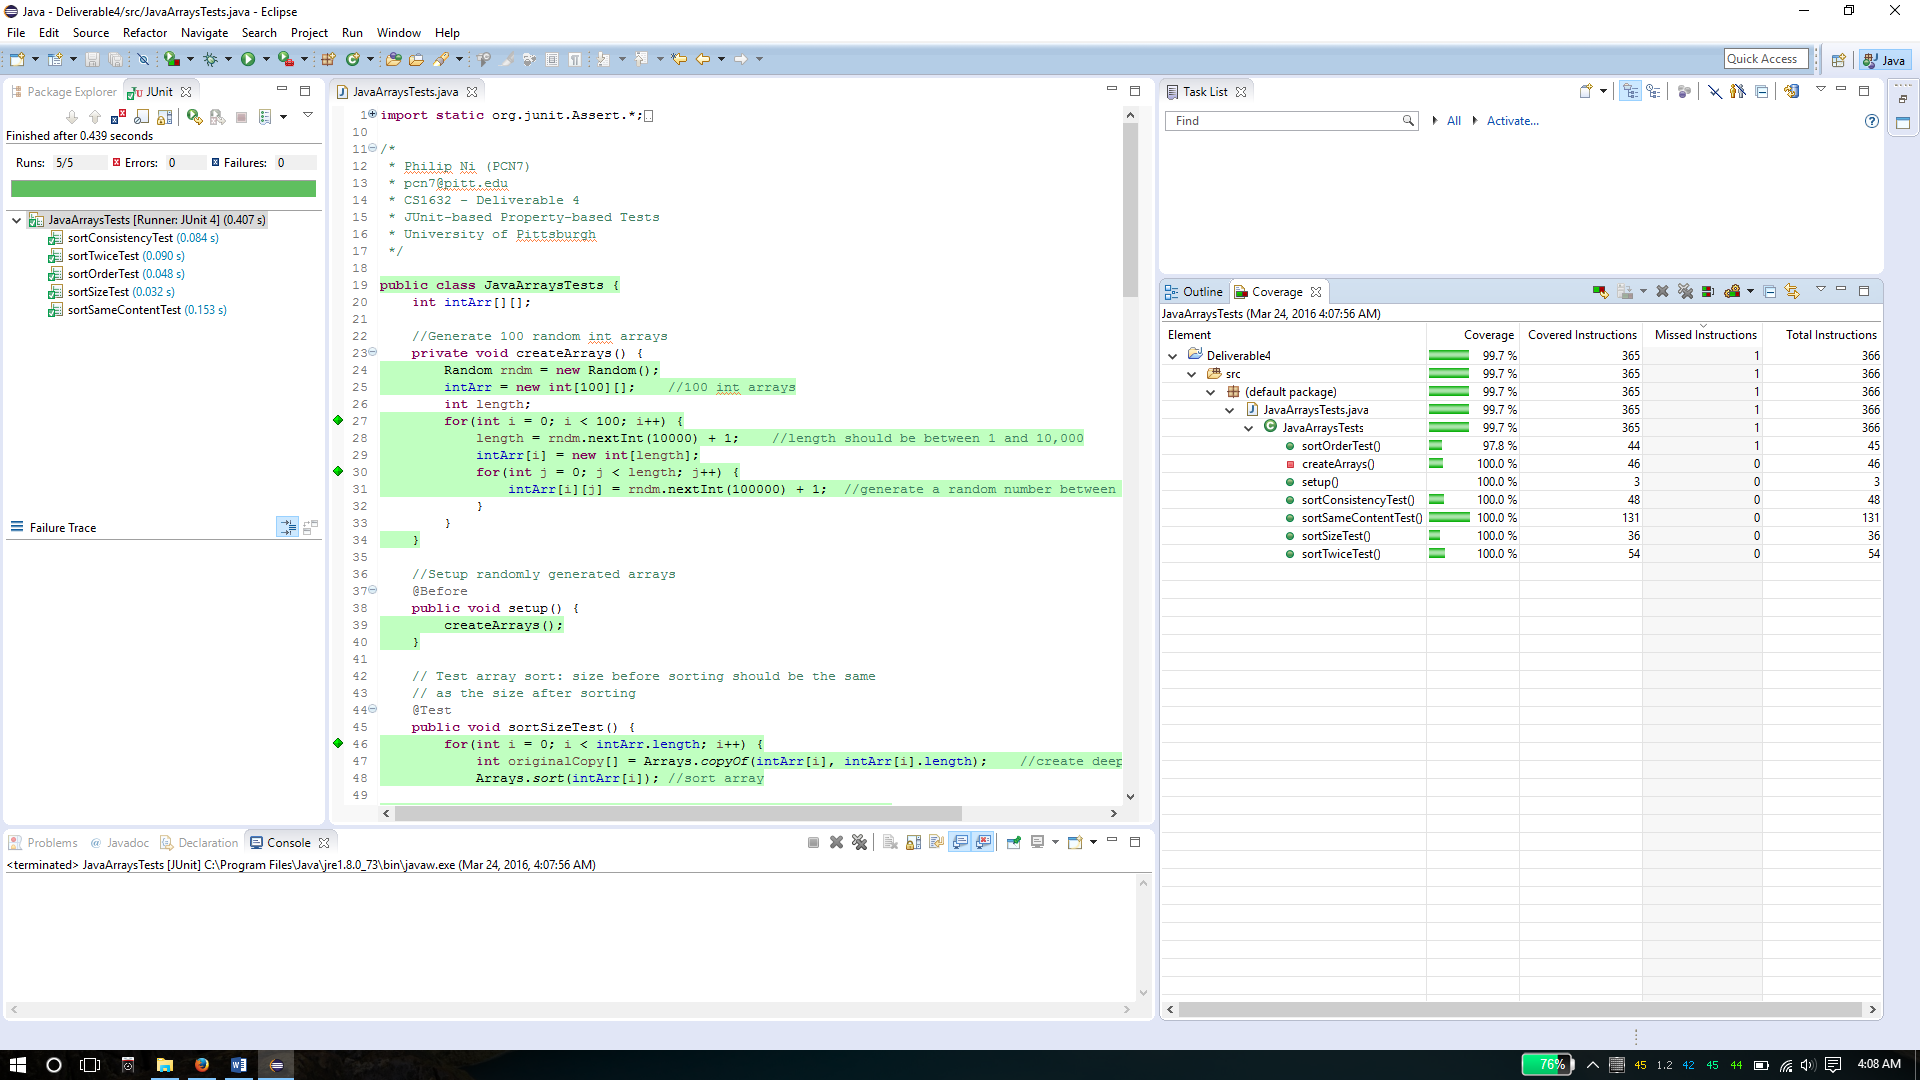 Java - Deliverable4/src/JavaArraysTests.java - Eclipse
File Edit Source Refactor Navigate Search Project Run Window Help
Quick Access
Java
Package Explorer JUnit
Finished after 0.439 seconds
Runs: 5/5 Errors: 0 Failures: 0
JavaArraysTests [Runner: JUnit 4] (0.407 s)
sortConsistencyTest (0.084 s)
sortTwiceTest (0.090 s)
sortOrderTest (0.048 s)
sortSizeTest (0.032 s)
sortSameContentTest (0.153 s)
Failure Trace
JavaArraysTests.java
1 import static org.junit.Assert.*;
10
11 /*
12 * Philip Ni (PCN7)
13 * pcn7@pitt.edu
14 * CS1632 - Deliverable 4
15 * JUnit-based Property-based Tests
16 * University of Pittsburgh
17 */
18
19 public class JavaArraysTests {
20 int intArr[][];
21
22 //Generate 100 random int arrays
23 private void createArrays() {
24 Random rndm = new Random();
25 intArr = new int[100][]; //100 int arrays
26 int length;
27 for(int i = 0; i < 100; i++) {
28 length = rndm.nextInt(10000) + 1; //length should be between 1 and 10,000
29 intArr[i] = new int[length];
30 for(int j = 0; j < length; j++) {
31 intArr[i][j] = rndm.nextInt(100000) + 1; //generate a random number between
32 }
33 }
34 }
35
36 //Setup randomly generated arrays
37 @Before
38 public void setup() {
39 createArrays();
40 }
41
42 // Test array sort: size before sorting should be the same
43 // as the size after sorting
44 @Test
45 public void sortSizeTest() {
46 for(int i = 0; i < intArr.length; i++) {
47 int originalCopy[] = Arrays.copyOf(intArr[i], intArr[i].length); //create deep
48 Arrays.sort(intArr[i]); //sort array
49
Task List
Find
All Activate...
Outline Coverage
JavaArraysTests (Mar 24, 2016 4:07:56 AM)
Element Coverage Covered Instructions Missed Instructions Total Instructions
Deliverable4 99.7 % 365 1 366
src 99.7 % 365 1 366
(default package) 99.7 % 365 1 366
JavaArraysTests.java 99.7 % 365 1 366
JavaArraysTests 99.7 % 365 1 366
sortOrderTest() 97.8 % 44 1 45
createArrays() 100.0 % 46 0 46
setup() 100.0 % 3 0 3
sortConsistencyTest() 100.0 % 48 0 48
sortSameContentTest() 100.0 % 131 0 131
sortSizeTest() 100.0 % 36 0 36
sortTwiceTest() 100.0 % 54 0 54
Problems Javadoc Declaration Console
<terminated> JavaArraysTests [JUnit] C:\Program Files\Java\jre1.8.0_73\bin\javaw.exe (Mar 24, 2016, 4:07:56 AM)
76% 45 1.2 42 45 44 4:08 AM